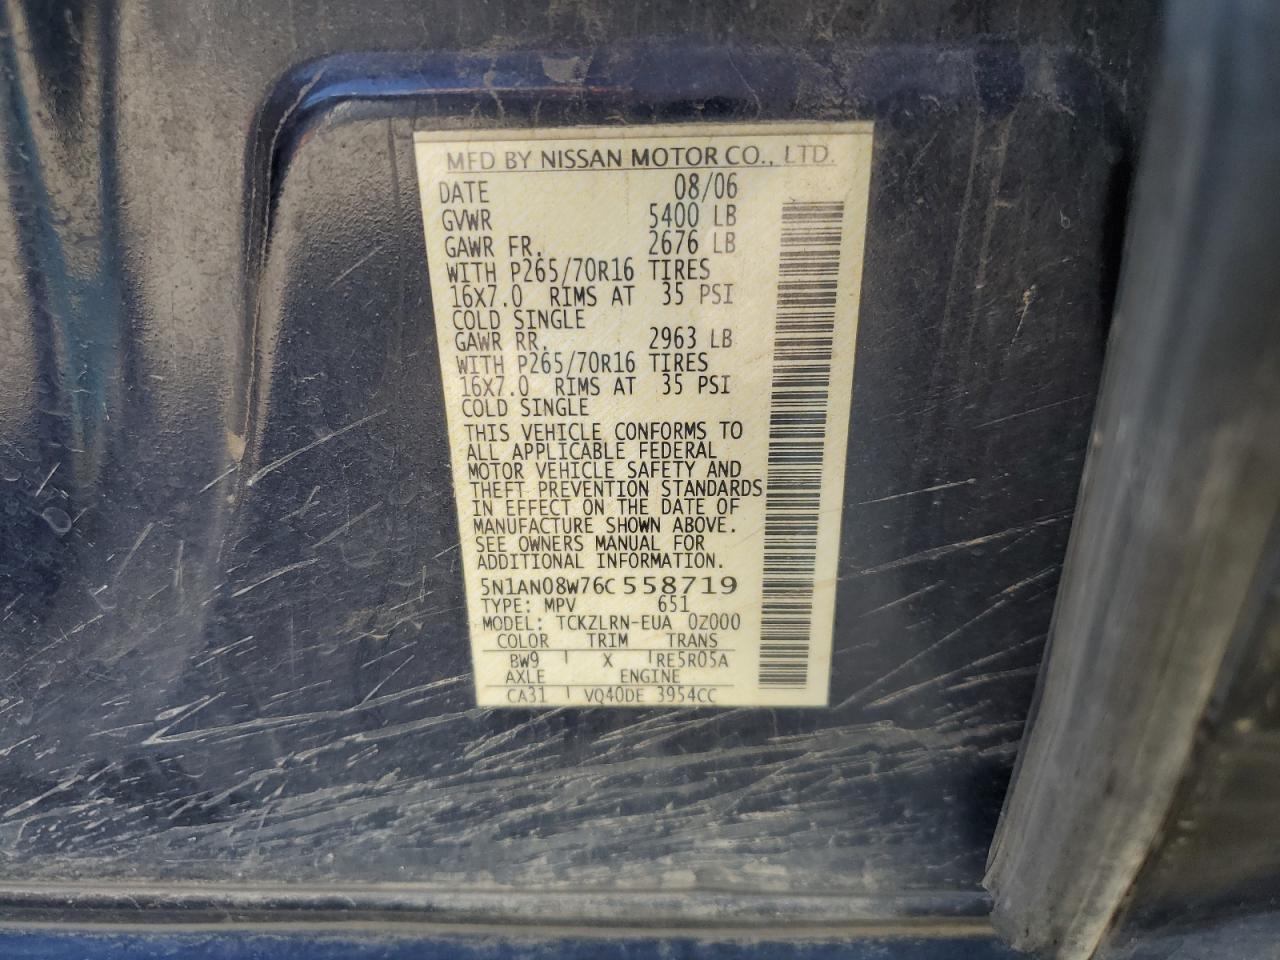 MFD BY NISSAN MOTOR CO., LTD.
DATE 08/06
GVWR 5400 LB
GAWR FR. 2676 LB
WITH P265/70R16 TIRES
16X7.0 RIMS AT 35 PSI
COLD SINGLE
GAWR RR. 2963 LB
WITH P265/70R16 TIRES
16X7.0 RIMS AT 35 PSI
COLD SINGLE
THIS VEHICLE CONFORMS TO
ALL APPLICABLE FEDERAL
MOTOR VEHICLE SAFETY AND
THEFT PREVENTION STANDARDS
IN EFFECT ON THE DATE OF
MANUFACTURE SHOWN ABOVE.
SEE OWNERS MANUAL FOR
ADDITIONAL INFORMATION.
5N1AN08W76C558719
TYPE: MPV 651
MODEL: TCKZLRN-EUA 0Z000
COLOR TRIM TRANS
BW9 X RE5R05A
AXLE ENGINE
CA31 VQ40DE 3954CC